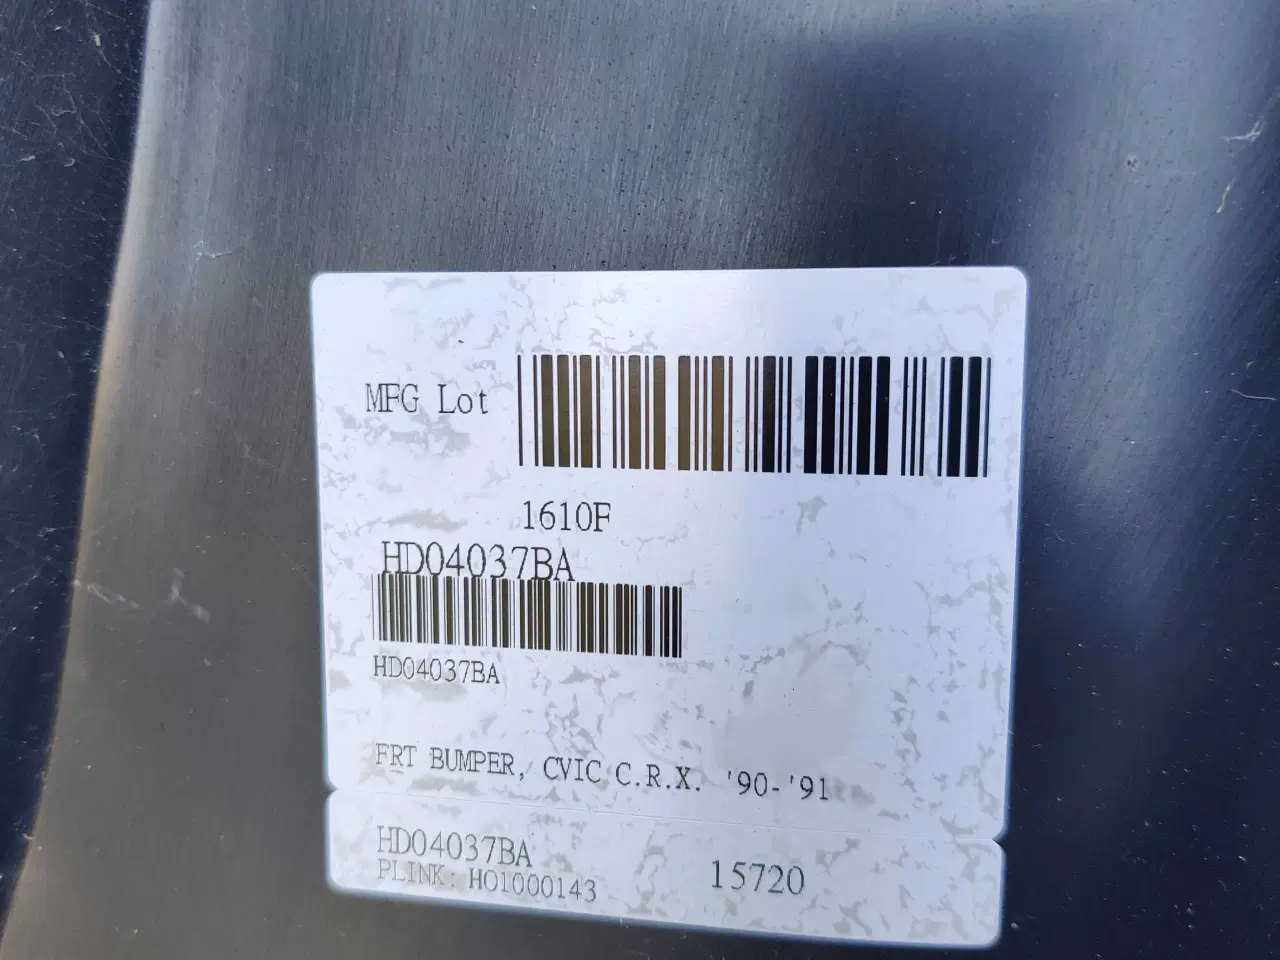 MFG Lot
1610F
HD04037BA
HD04037BA
FRT BUMPER, CVIC C.R.X. '90-'91
HD04037BA
PLINK: HO1000143
15720